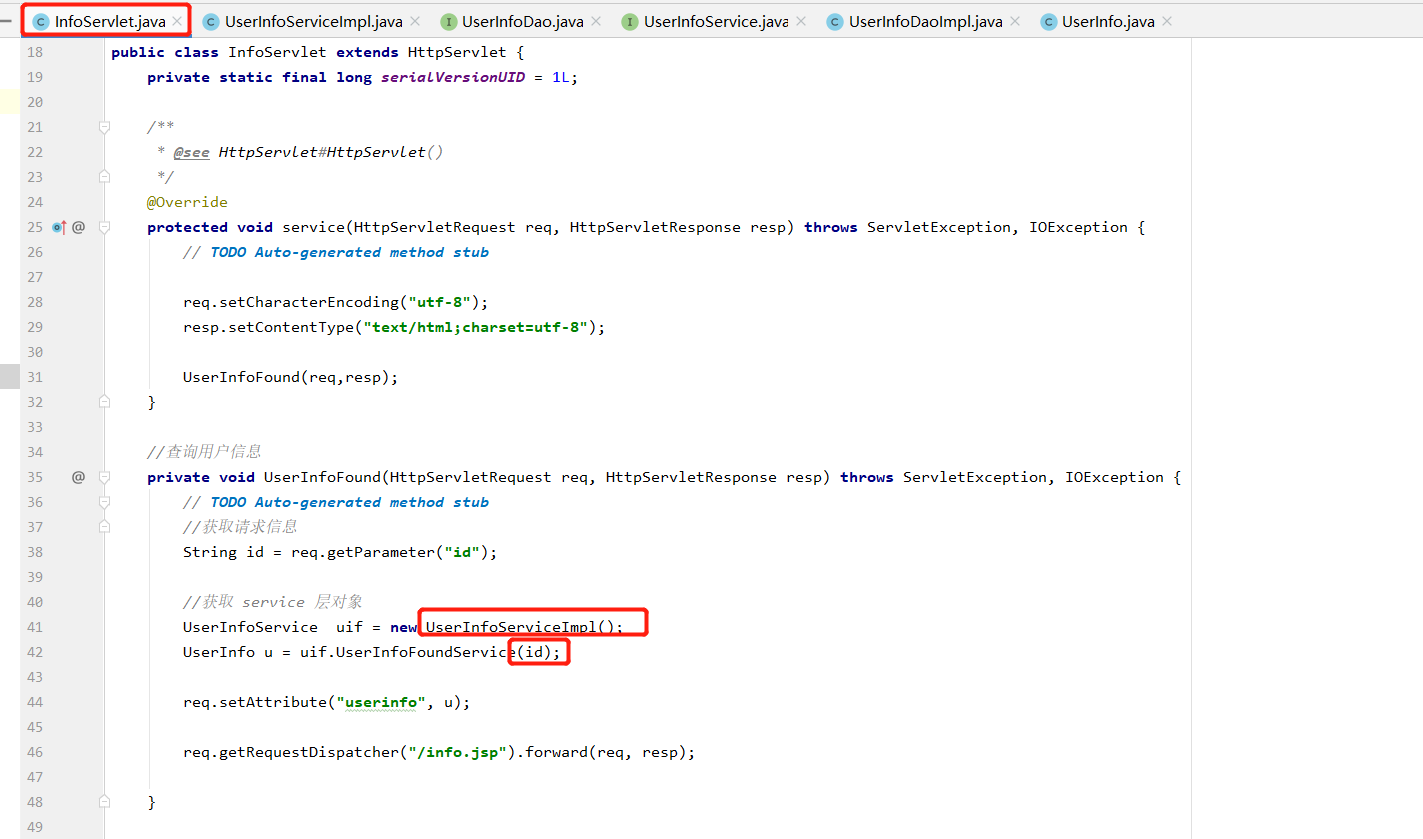 InfoServlet.java UserInfoServiceImpl.java UserInfoDao.java UserInfoService.java UserInfoDaoImpl.java UserInfo.java
18 public class InfoServlet extends HttpServlet {
19 private static final long serialVersionUID = 1L;
20
21 /**
22 * @see HttpServlet#HttpServlet()
23 */
24 @Override
25 @ protected void service(HttpServletRequest req, HttpServletResponse resp) throws ServletException, IOException {
26 // TODO Auto-generated method stub
27
28 req.setCharacterEncoding("utf-8");
29 resp.setContentType("text/html;charset=utf-8");
30
31 UserInfoFound(req,resp);
32 }
33
34 //查询用户信息
35 @ private void UserInfoFound(HttpServletRequest req, HttpServletResponse resp) throws ServletException, IOException {
36 // TODO Auto-generated method stub
37 //获取请求信息
38 String id = req.getParameter("id");
39
40 //获取 service 层对象
41 UserInfoService uif = new UserInfoServiceImpl();
42 UserInfo u = uif.UserInfoFoundService(id);
43
44 req.setAttribute("userinfo", u);
45
46 req.getRequestDispatcher("/info.jsp").forward(req, resp);
47
48 }
49